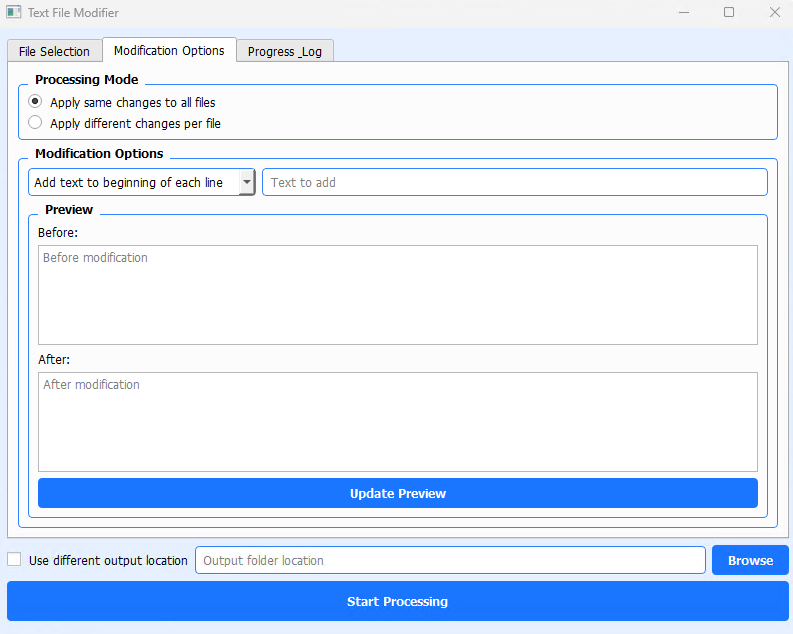 Text File Modifier
File Selection
Modification Options
Progress _Log
Processing Mode
Apply same changes to all files
Apply different changes per file
Modification Options
Add text to beginning of each line
Text to add
Preview
Before:
Before modification
After:
After modification
Update Preview
Use different output location
Output folder location
Browse
Start Processing